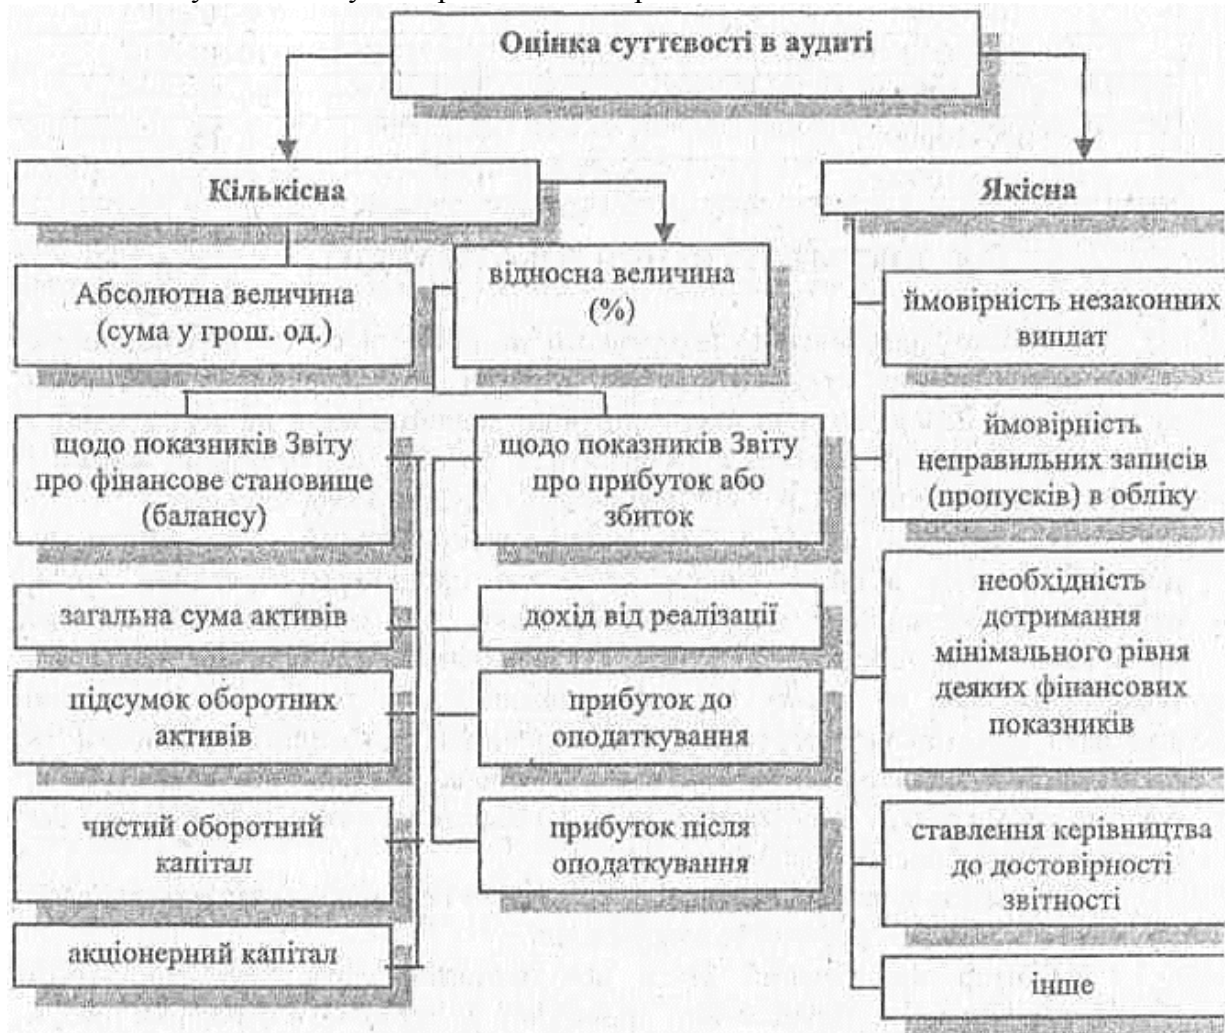 Оцінка суттєвості в аудиті
Кількісна
Якісна
Абсолютна величина
(сума у грош. од.)
відносна величина
(%)
ймовірність незаконних
виплат
щодо показників Звіту
про фінансове становище
(балансу)
щодо показників Звіту
про прибуток або
збиток
ймовірність
неправильних записів
(пропусків) в обліку
загальна сума активів
дохід від реалізації
необхідність
дотримання
мінімального рівня
деяких фінансових
показників
підсумок оборотних
активів
прибуток до
оподаткування
чистий оборотний
капітал
прибуток після
оподаткування
ставлення керівництва
до достовірності
звітності
акціонерний капітал
інше